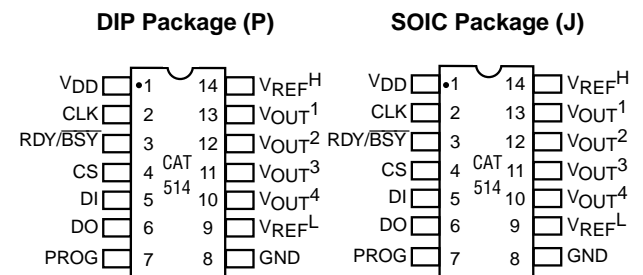 DIP Package (P) SOIC Package (J)
VDD •1 14 VREFH VDD •1 14 VREFH
CLK 2 13 VOUT1 CLK 2 13 VOUT1
RDY/BSY 3 12 VOUT2 RDY/BSY 3 12 VOUT2
CS 4 CAT 11 VOUT3 CS 4 CAT 11 VOUT3
DI 5 514 10 VOUT4 DI 5 514 10 VOUT4
DO 6 9 VREFL DO 6 9 VREFL
PROG 7 8 GND PROG 7 8 GND